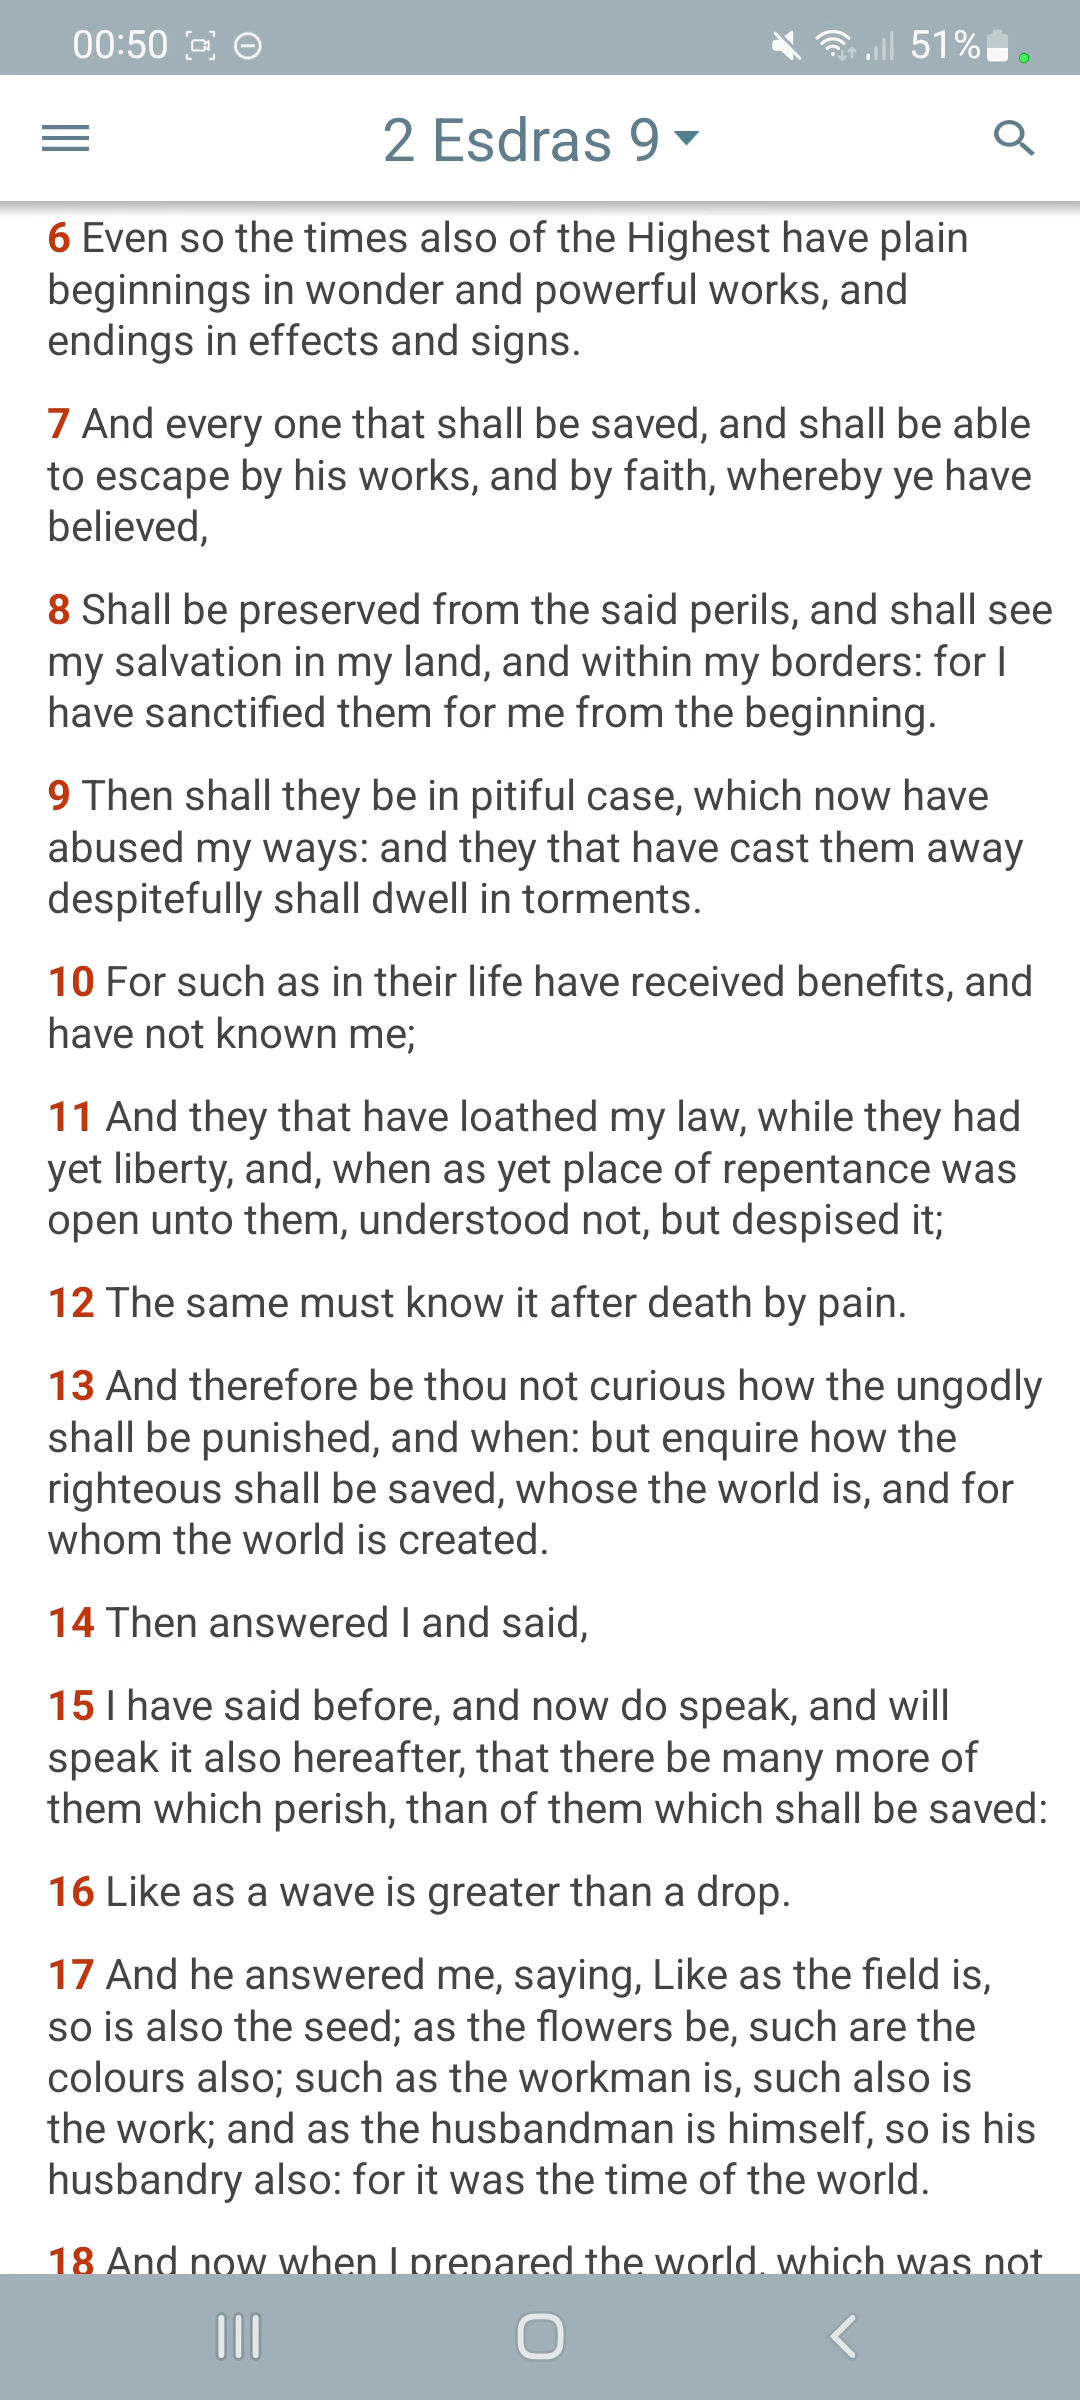 00:50
51%
2 Esdras 9
6 Even so the times also of the Highest have plain
beginnings in wonder and powerful works, and
endings in effects and signs.
7 And every one that shall be saved, and shall be able
to escape by his works, and by faith, whereby ye have
believed,
8 Shall be preserved from the said perils, and shall see
my salvation in my land, and within my borders: for I
have sanctified them for me from the beginning.
9 Then shall they be in pitiful case, which now have
abused my ways: and they that have cast them away
despitefully shall dwell in torments.
10 For such as in their life have received benefits, and
have not known me;
11 And they that have loathed my law, while they had
yet liberty, and, when as yet place of repentance was
open unto them, understood not, but despised it;
12 The same must know it after death by pain.
13 And therefore be thou not curious how the ungodly
shall be punished, and when: but enquire how the
righteous shall be saved, whose the world is, and for
whom the world is created.
14 Then answered I and said,
15 I have said before, and now do speak, and will
speak it also hereafter, that there be many more of
them which perish, than of them which shall be saved:
16 Like as a wave is greater than a drop.
17 And he answered me, saying, Like as the field is,
so is also the seed; as the flowers be, such are the
colours also; such as the workman is, such also is
the work; and as the husbandman is himself, so is his
husbandry also: for it was the time of the world.
18 And now when I prepared the world, which was not